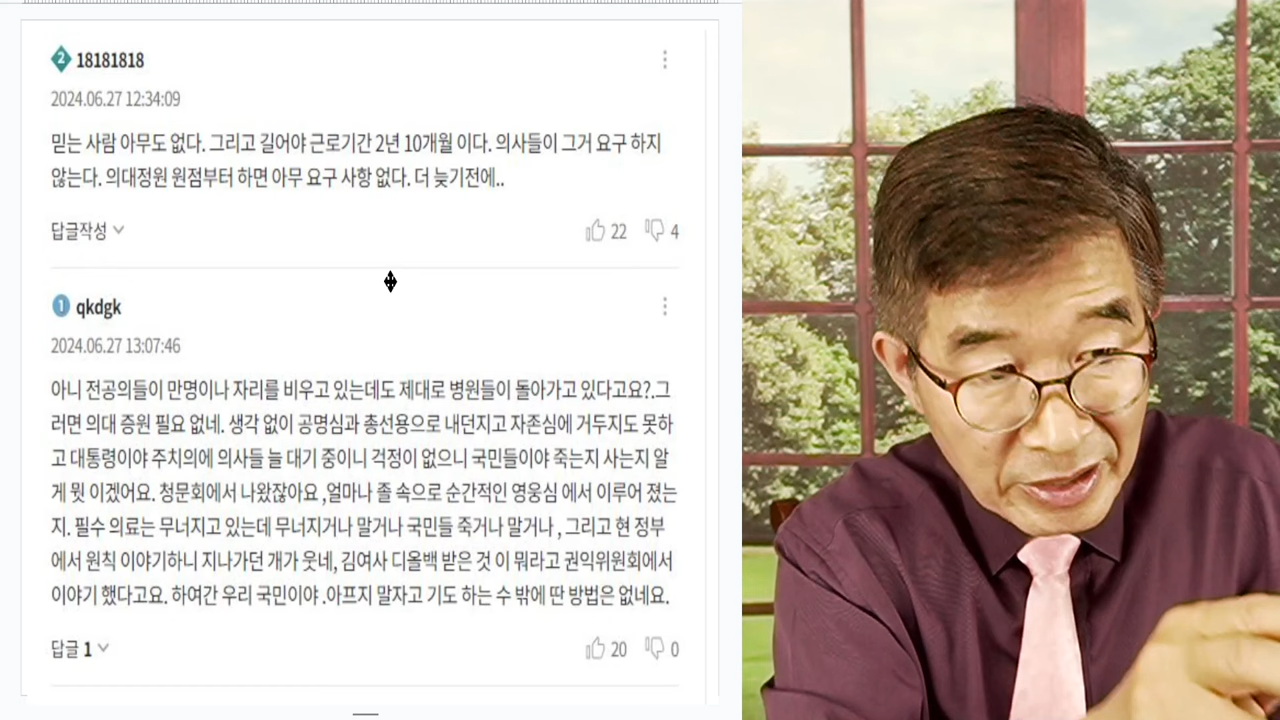 2 18181818
2024.06.27 12:34:09
믿는 사람 아무도 없다. 그리고 길어야 근로기간 2년 10개월 이다. 의사들이 그거 요구 하지
않는다. 의대정원 원점부터 하면 아무 요구 사항 없다. 더 늦기전에..
답글작성 22 4
1 qkdgk
2024.06.27 13:07:46
아니 전공의들이 만명이나 자리를 비우고 있는데도 제대로 병원들이 돌아가고 있다고요?.그
러면 의대 증원 필요 없네. 생각 없이 공명심과 총선용으로 내던지고 자존심에 거두지도 못하
고 대통령이야 주치의에 의사들 늘 대기 중이니 걱정이 없으니 국민들이야 죽는지 사는지 알
게 뭣 이겠어요. 청문회에서 나왔잖아요 ,얼마나 졸 속으로 순간적인 영웅심 에서 이루어 졌는
지. 필수 의료는 무너지고 있는데 무너지거나 말거나 국민들 죽거나 말거나 , 그리고 현 정부
에서 원칙 이야기하니 지나가던 개가 웃네, 김여사 디올백 받은 것 이 뭐라고 권익위원회에서
이야기 했다고요. 하여간 우리 국민이야 .아프지 말자고 기도 하는 수 밖에 딴 방법은 없네요.
답글 1 20 0